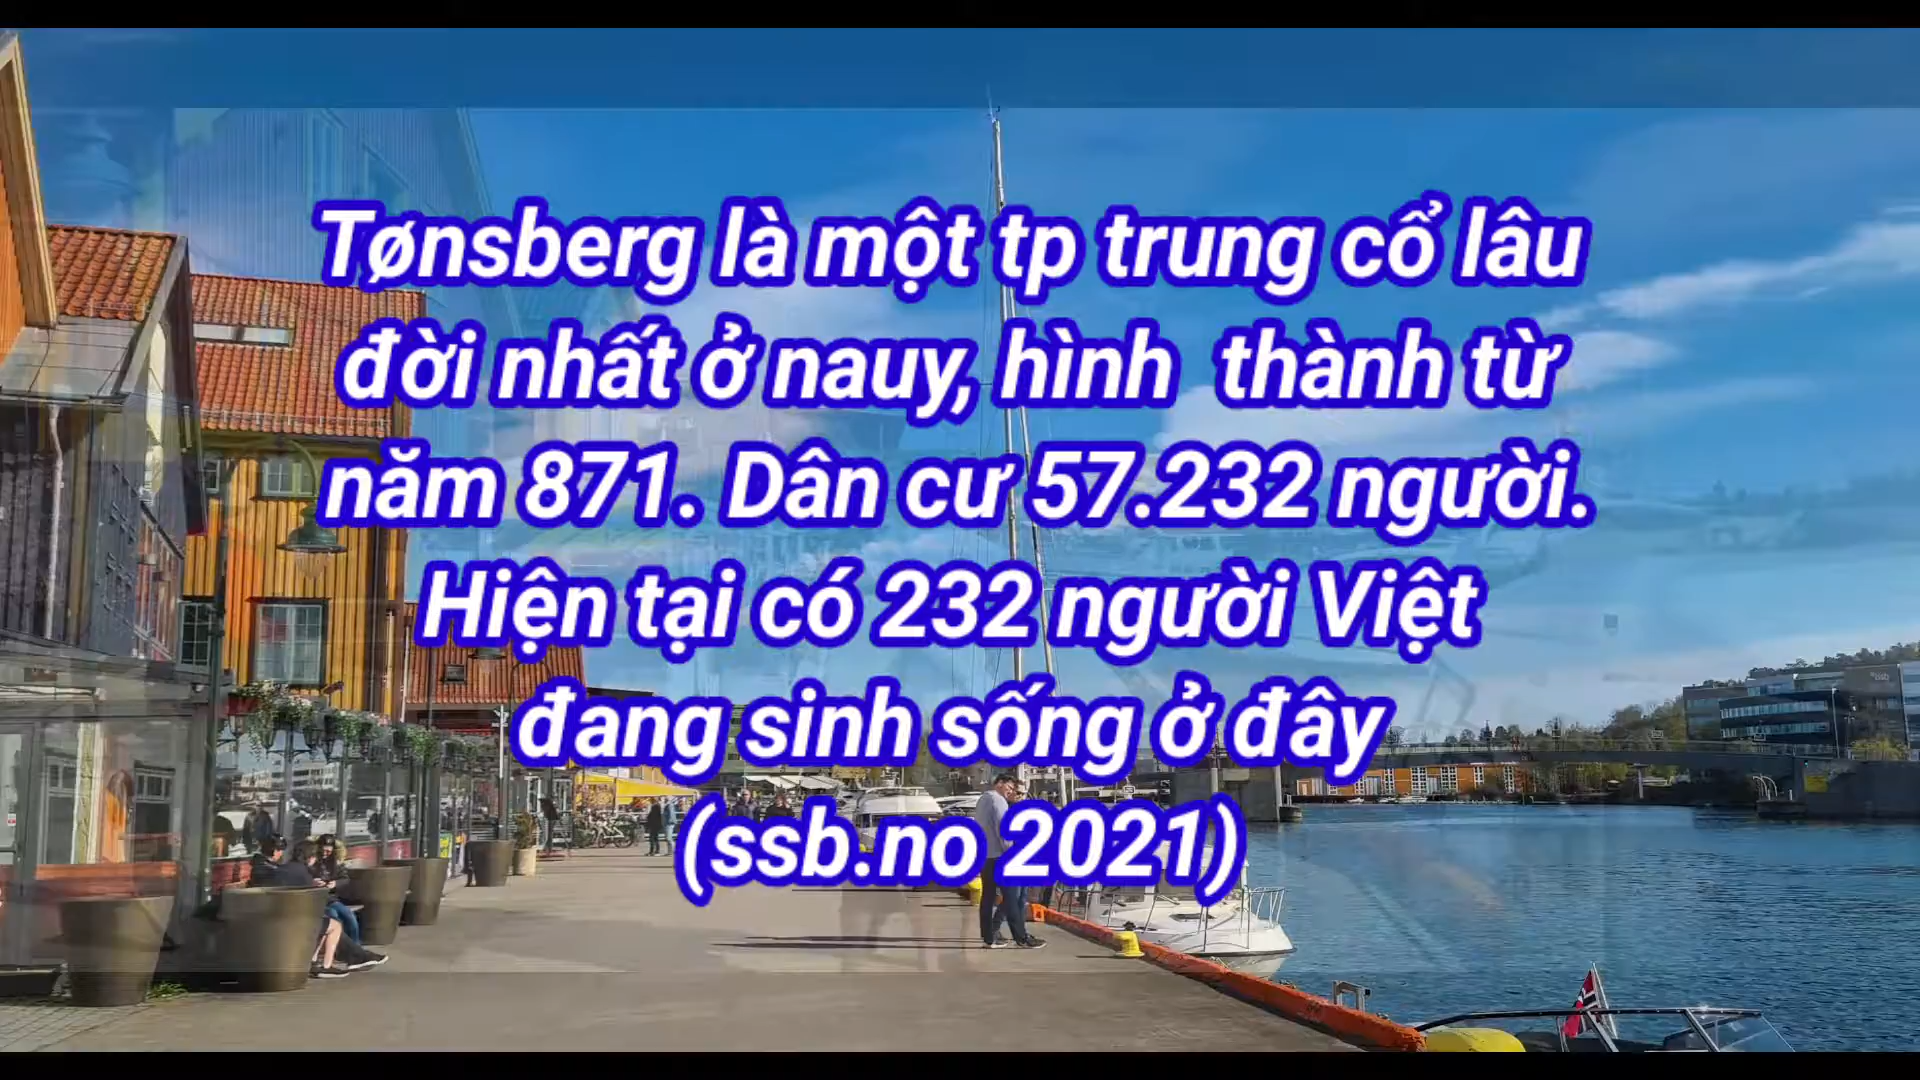 Tønsberg là một tp trung cổ lâu
đời nhất ở nauy, hình  thành từ
năm 871. Dân cư 57.232 người.
Hiện tại có 232 người Việt
đang sinh sống ở đây
(ssb.no 2021)